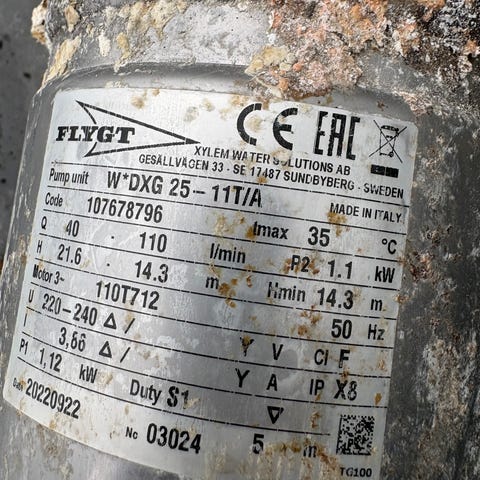 FLYGT CE EAC
XYLEM WATER SOLUTIONS AB
GESÄLLVÄGEN 33 - SE 17487 SUNDBYBERG - SWEDEN
Pump unit W*DXG 25-11T/A MADE IN ITALY
Code 107678796 tmax 35 °C
Q 40 - 110 l/min P2 1.1 kW
H 21.6 - 14.3 m Hmin 14.3 m
Motor 3~ 110T712 50 Hz
U 220-240 Δ / Y V Cl F
I 3,66 Δ / Y A IP X8
P1 1,12 kW Duty S1 ▽ 5 m
20220922 No 03024
TG100